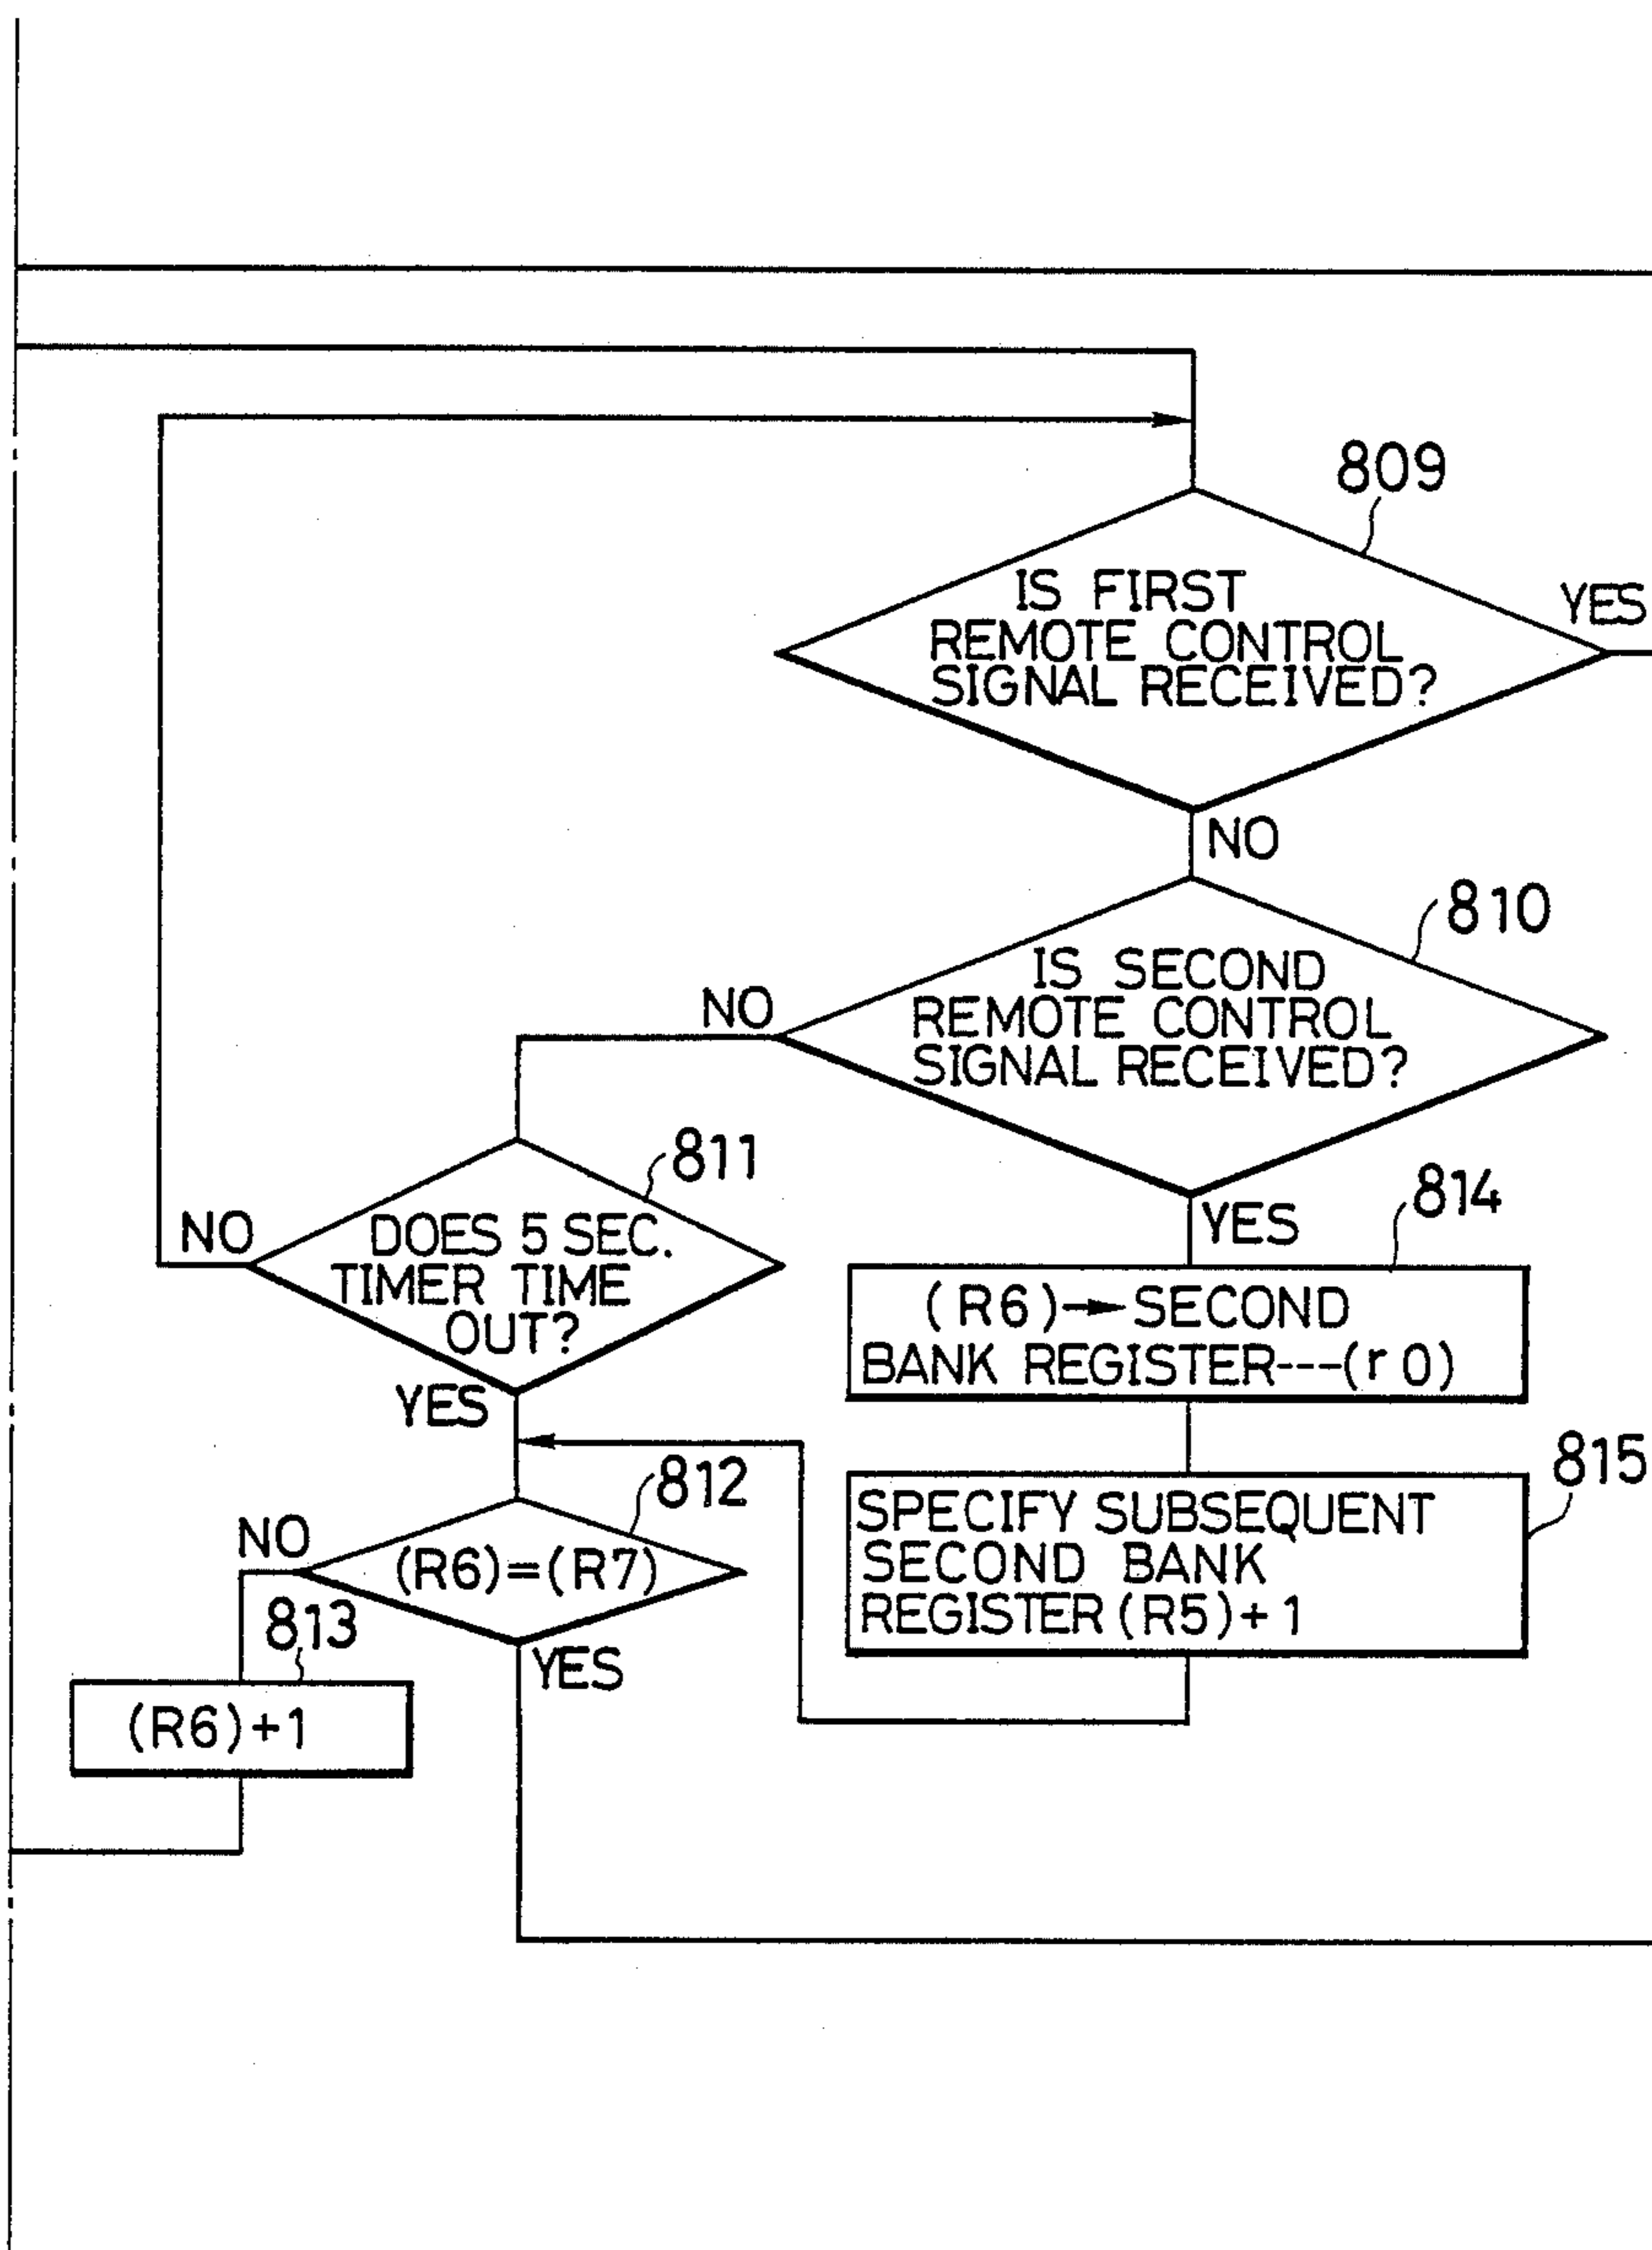 809
YES
IS FIRST
REMOTE CONTROL
SIGNAL RECEIVED?
NO
810
IS SECOND
REMOTE CONTROL
SIGNAL RECEIVED?
NO
811
814
YES
NO
DOES 5 SEC.
TIMER TIME
OUT?
(R6)→SECOND
BANK REGISTER---(r0)
YES
812
815
SPECIFY SUBSEQUENT
SECOND BANK
REGISTER (R5)+1
NO
(R6)=(R7)
813
YES
(R6)+1